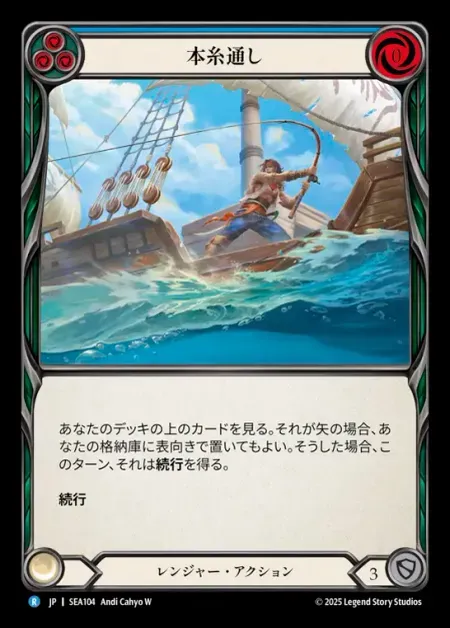 本糸通し
0
あなたのデッキの上のカードを見る。それが矢の場合、あ
なたの格納庫に表向きで置いてもよい。そうした場合、こ
のターン、それは続行を得る。
続行
レンジャー・アクション
3
R JP | SEA104 Andi Cahyo W © 2025 Legend Story Studios